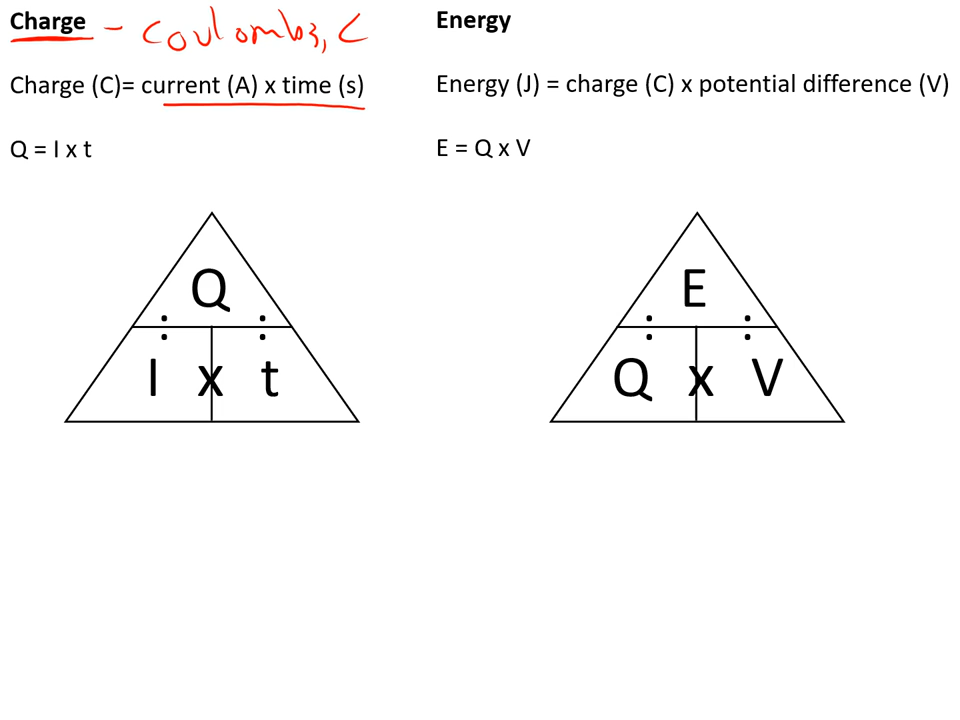 Charge - Coulombs, C
Charge (C)= current (A) x time (s)
Q = I x t
Q
I x t
Energy
Energy (J) = charge (C) x potential difference (V)
E = Q x V
E
Q x V